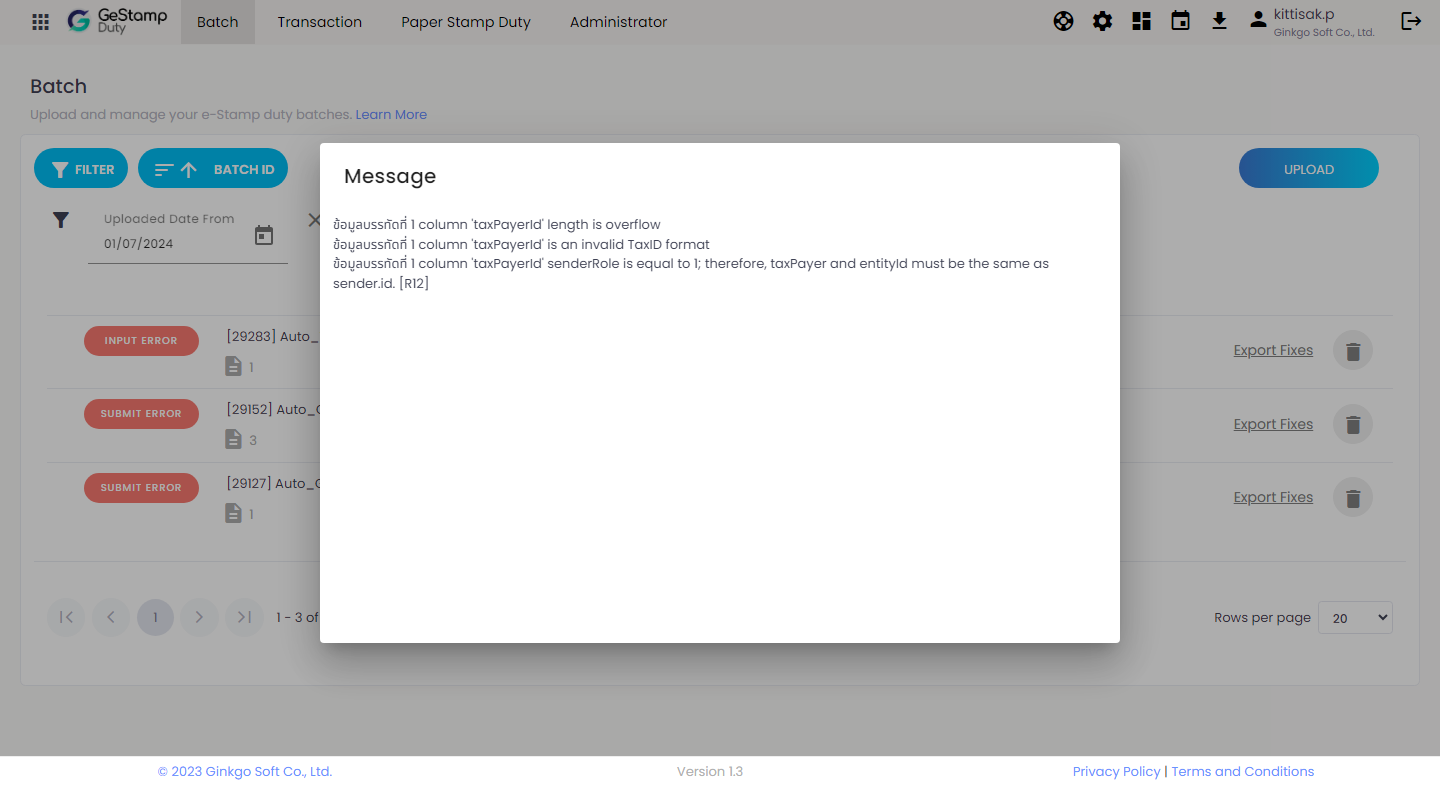 GeStamp
Duty
Batch
Transaction
Paper Stamp Duty
Administrator
kittisak.p
Ginkgo Soft Co., Ltd.
Batch
Upload and manage your e-Stamp duty batches. Learn More
FILTER
BATCH ID
UPLOAD
Uploaded Date From
01/07/2024
Message
ข้อมูลบรรทัดที่ 1 column 'taxPayerId' length is overflow
ข้อมูลบรรทัดที่ 1 column 'taxPayerId' is an invalid TaxID format
ข้อมูลบรรทัดที่ 1 column 'taxPayerId' senderRole is equal to 1; therefore, taxPayer and entityId must be the same as
sender.id. [R12]
INPUT ERROR
[29283] Auto_
1
Export Fixes
SUBMIT ERROR
[29152] Auto_
3
Export Fixes
SUBMIT ERROR
[29127] Auto_
1
Export Fixes
1
1 - 3 of
Rows per page
20
© 2023 Ginkgo Soft Co., Ltd.
Version 1.3
Privacy Policy | Terms and Conditions